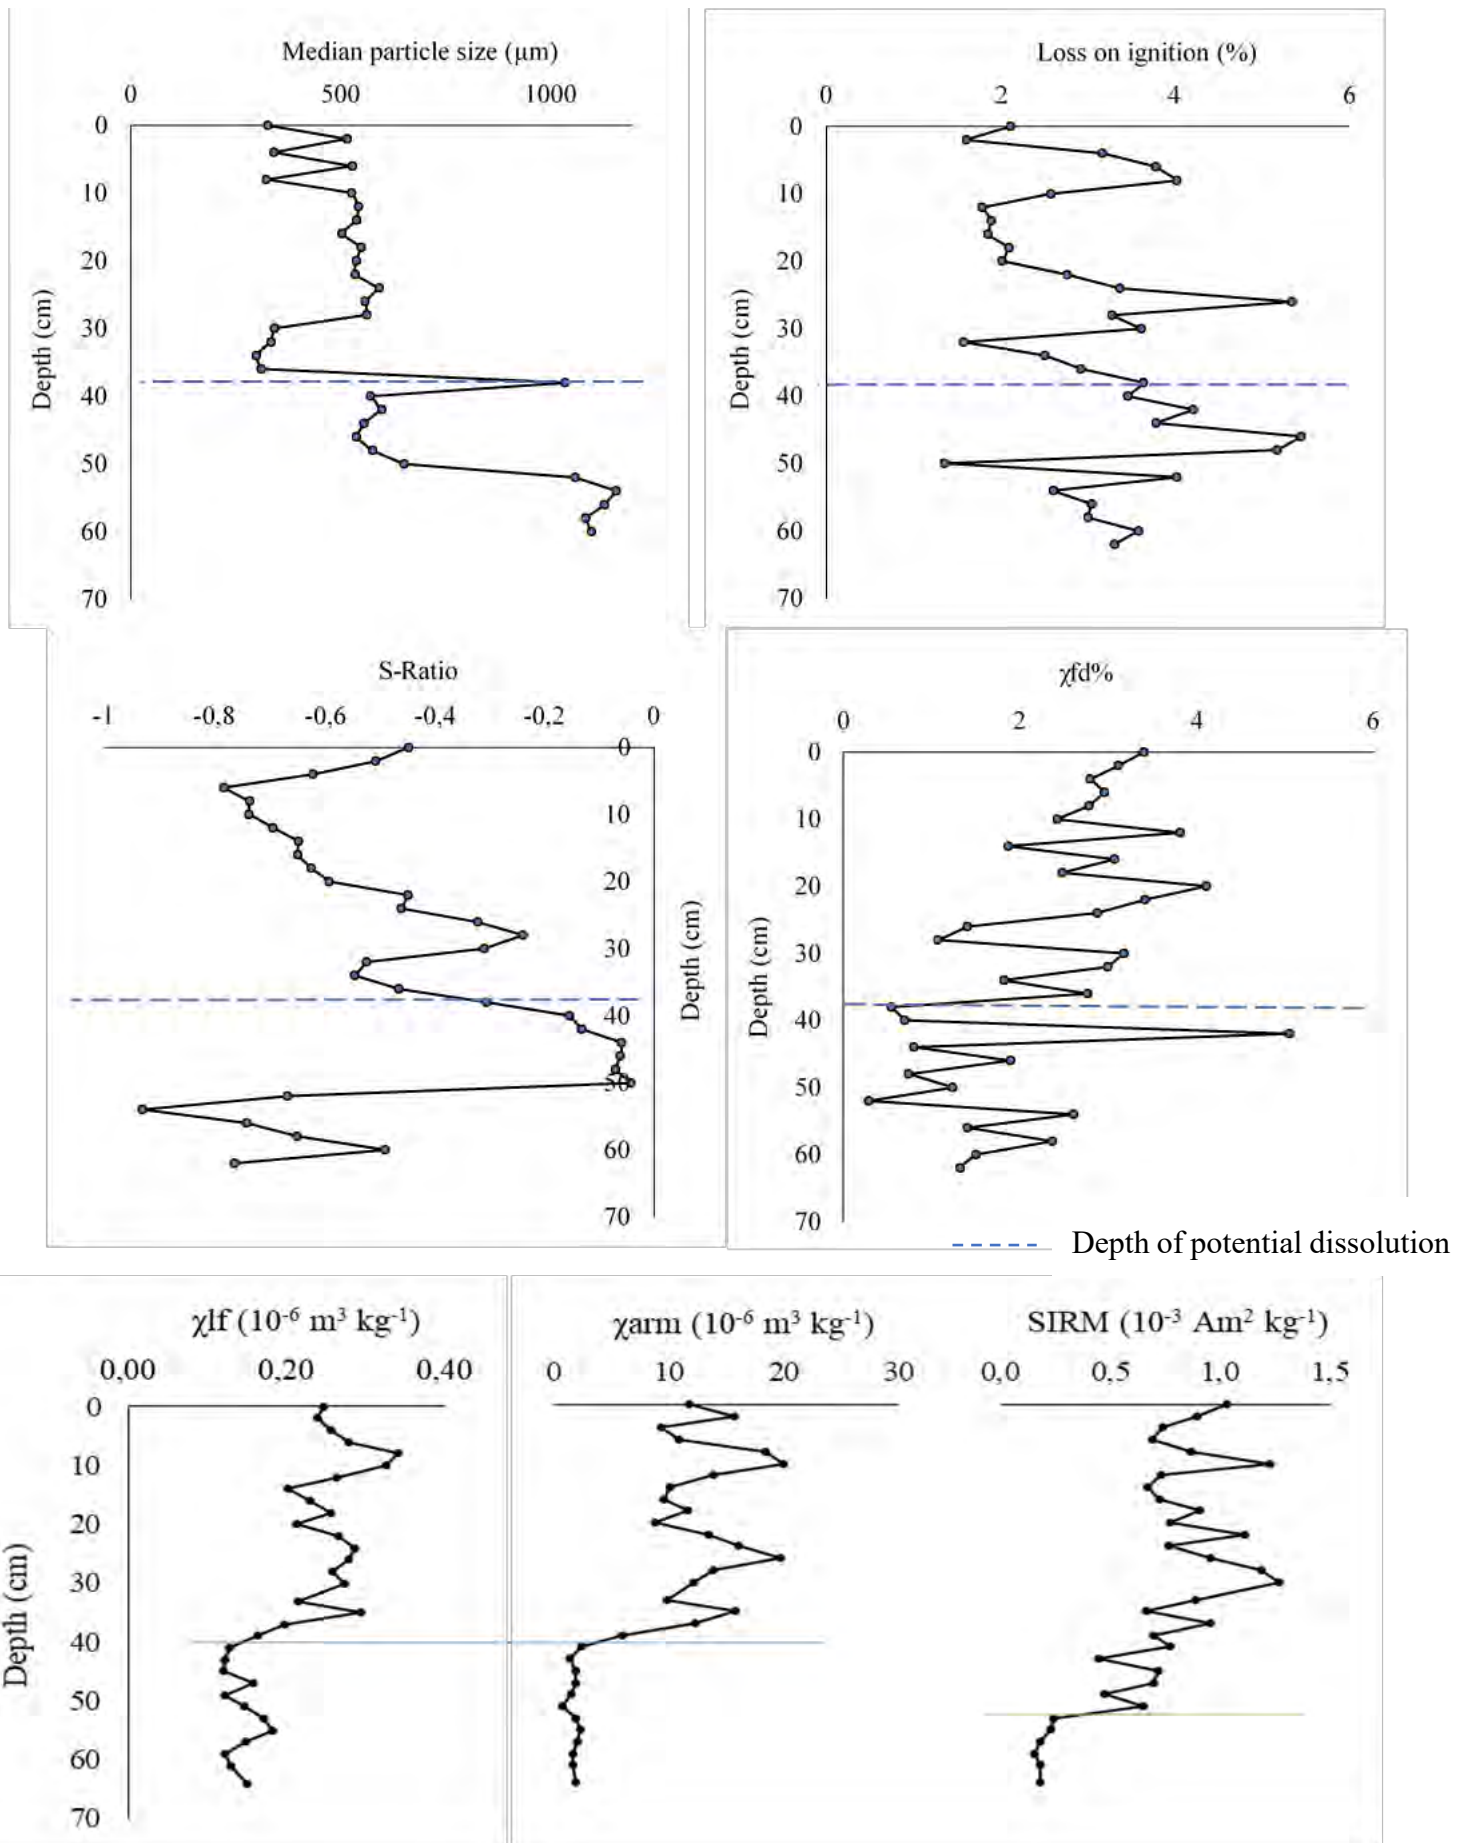 Median particle size (μm)
0 500 1000
0
10
20
30
40
50
60
70
Depth (cm)
Loss on ignition (%)
0 2 4 6
0
10
20
30
40
50
60
70
Depth (cm)
S-Ratio
-1 -0,8 -0,6 -0,4 -0,2 0
0
10
20
30
40
50
60
70
Depth (cm)
χfd%
0 2 4 6
0
10
20
30
40
50
60
70
Depth (cm)
Depth of potential dissolution
χlf (10⁻⁶ m³ kg⁻¹)
0,00 0,20 0,40
0
10
20
30
40
50
60
70
Depth (cm)
χarm (10⁻⁶ m³ kg⁻¹)
0 10 20 30
SIRM (10⁻³ Am² kg⁻¹)
0,0 0,5 1,0 1,5